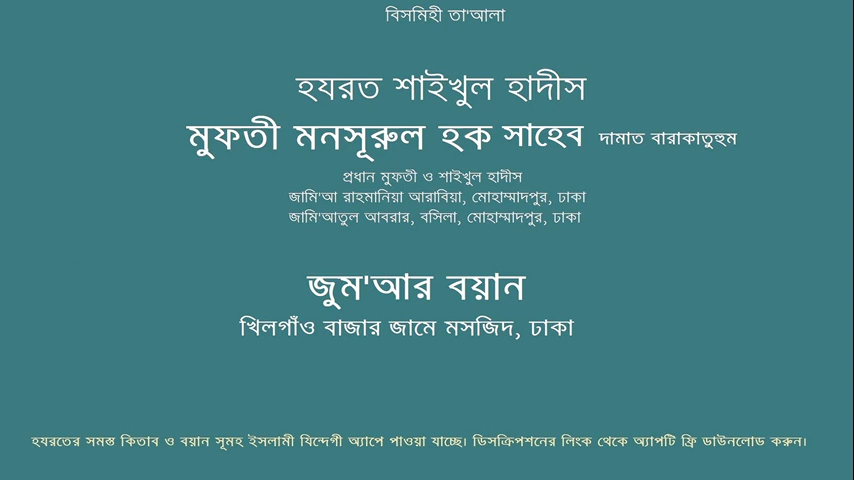 বিসমিহী তা'আলা
হযরত শাইখুল হাদীস
মুফতী মনসূরুল হক সাহেব দামাত বারাকাতুহুম
প্রধান মুফতী ও শাইখুল হাদীস
জামি'আ রাহমানিয়া আরাবিয়া, মোহাম্মাদপুর, ঢাকা
জামি'আতুল আবরার, বসিলা, মোহাম্মাদপুর, ঢাকা
জুম'আর বয়ান
খিলগাঁও বাজার জামে মসজিদ, ঢাকা
হযরতের সমস্ত কিতাব ও বয়ান সূমহ ইসলামী যিন্দেগী অ্যাপে পাওয়া যাচ্ছে। ডিসক্রিপশনের লিংক থেকে অ্যাপটি ফ্রি ডাউনলোড করুন।